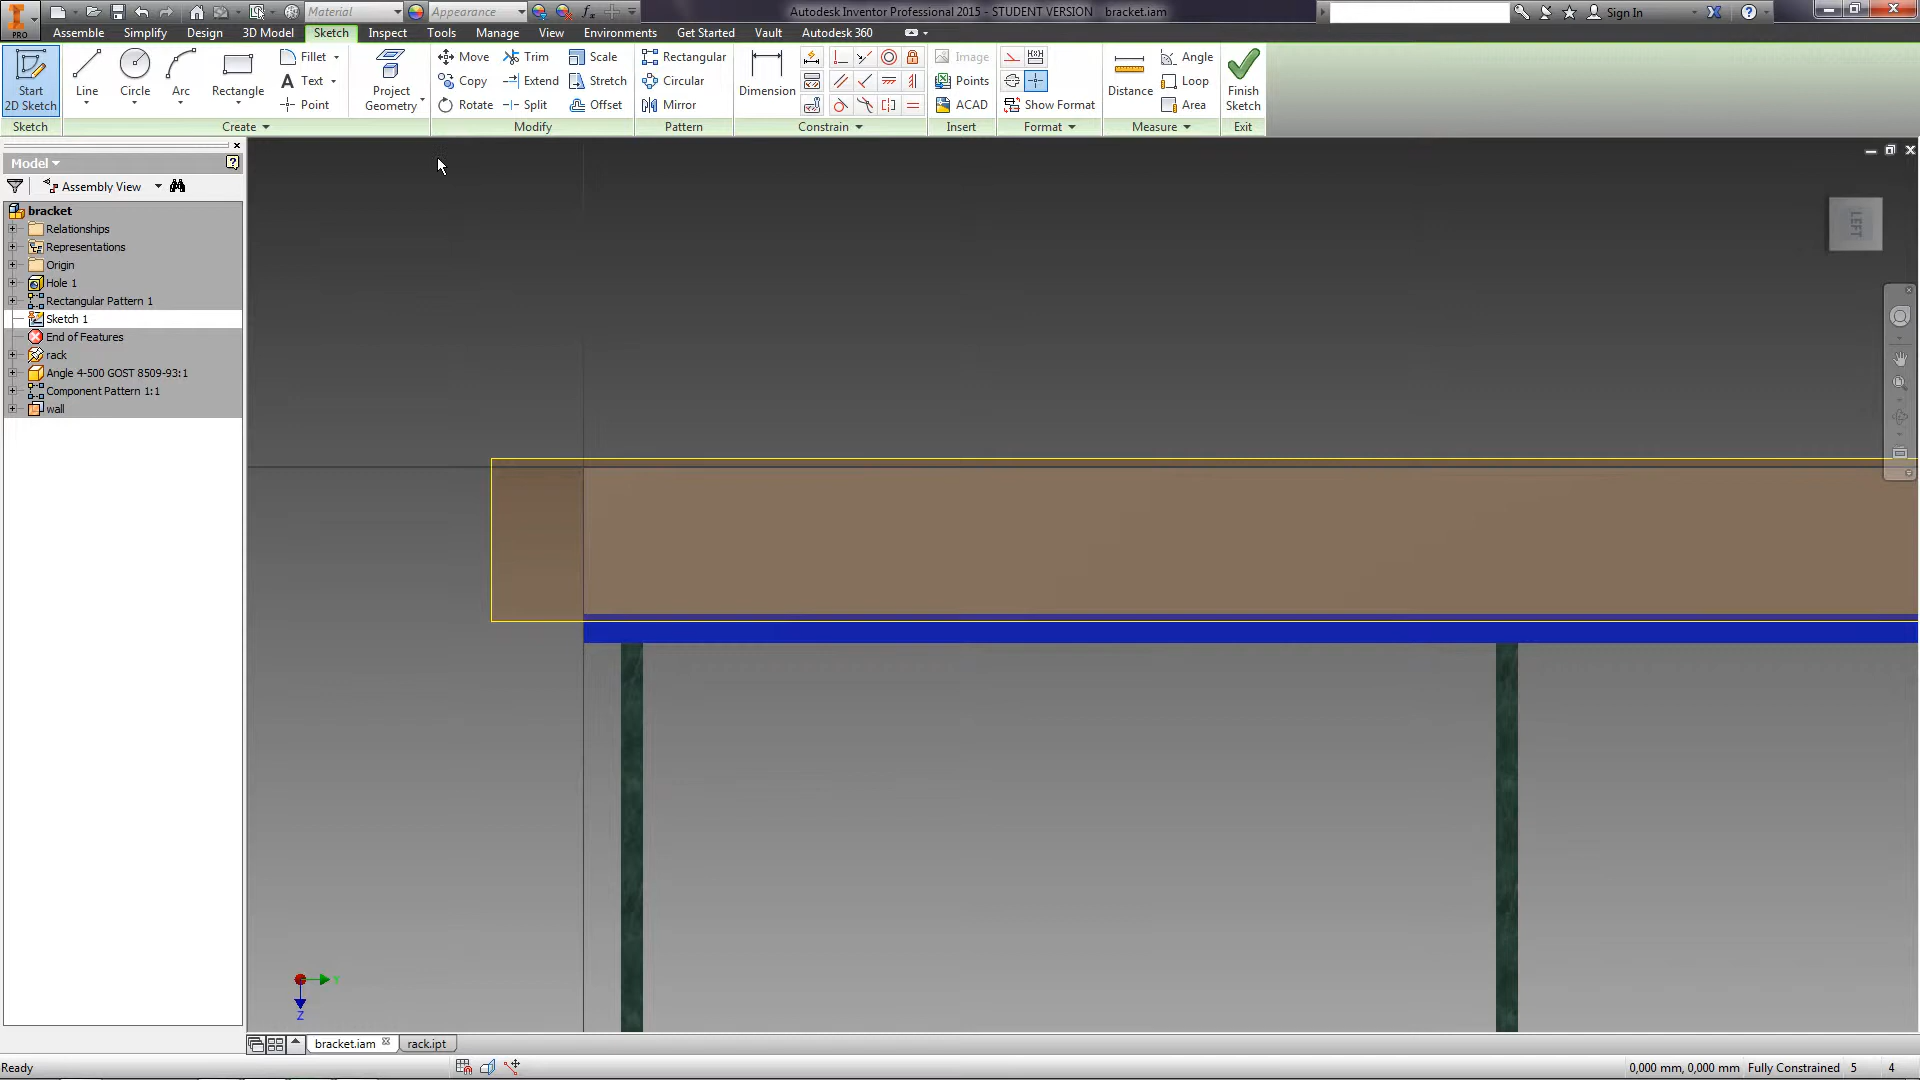 PRO
Material
Appearance
Autodesk Inventor Professional 2015 - STUDENT VERSION bracket.iam
Sign In
Assemble Simplify Design 3D Model Sketch Inspect Tools Manage View Environments Get Started Vault Autodesk 360
Start
2D Sketch
Line
Circle
Arc
Rectangle
Fillet
Text
Point
Project
Geometry
Move
Copy
Rotate
Trim
Extend
Split
Scale
Stretch
Offset
Rectangular
Circular
Mirror
Dimension
Image
Points
ACAD
Show Format
Distance
Angle
Loop
Area
Finish
Sketch
Sketch Create Modify Pattern Constrain Insert Format Measure Exit
Model
Assembly View
bracket
Relationships
Representations
Origin
Hole 1
Rectangular Pattern 1
Sketch 1
End of Features
rack
Angle 4-500 GOST 8509-93:1
Component Pattern 1:1
wall
LEFT
Y
Z
bracket.iam rack.ipt
Ready
0,000 mm, 0,000 mm Fully Constrained 5 4